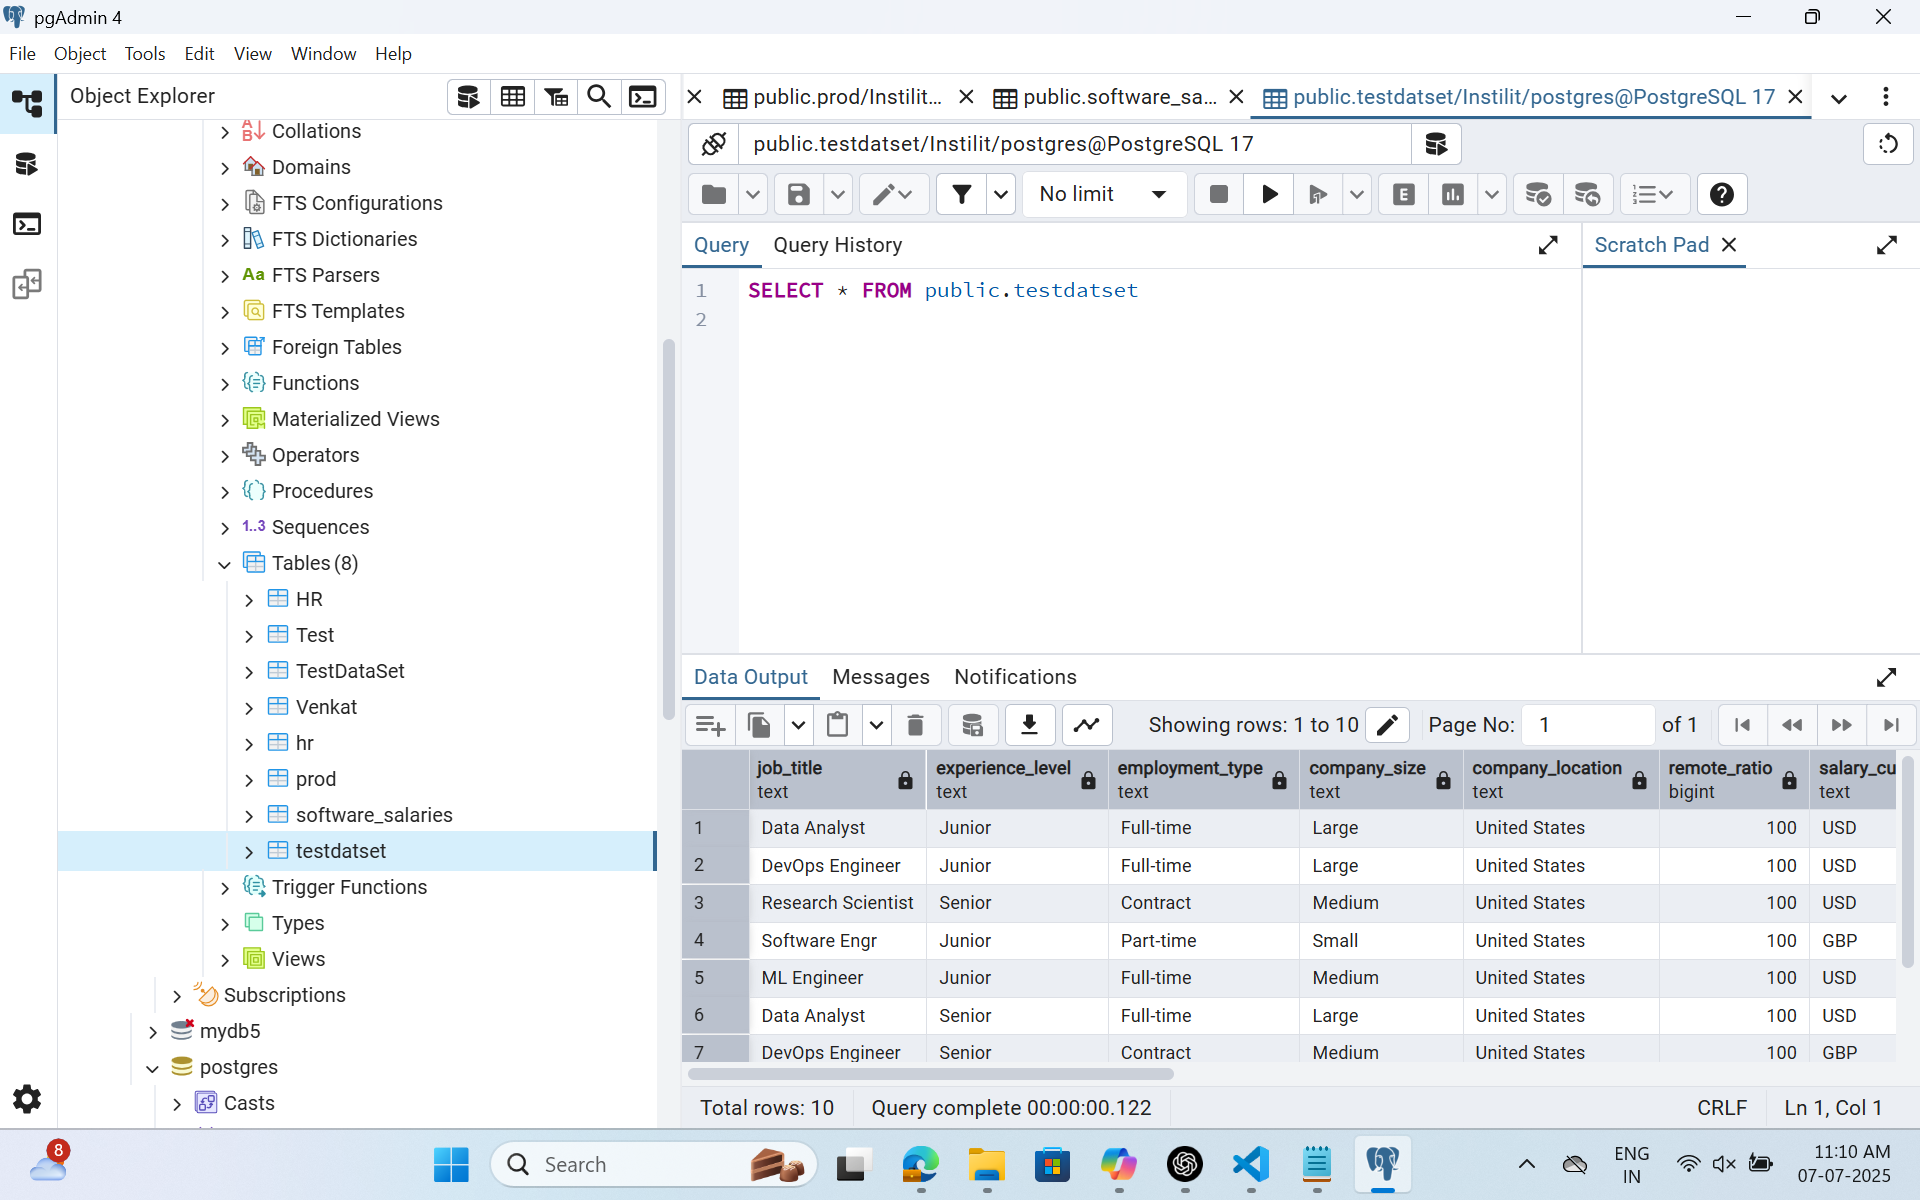 pgAdmin 4
File Object Tools Edit View Window Help
Object Explorer
public.prod/Instilit... public.software_sa... public.testdatset/Instilit/postgres@PostgreSQL 17
public.testdatset/Instilit/postgres@PostgreSQL 17
No limit
E
Query Query History
Scratch Pad
1 SELECT * FROM public.testdatset
2
Collations
Domains
FTS Configurations
FTS Dictionaries
Aa FTS Parsers
FTS Templates
Foreign Tables
Functions
Materialized Views
Operators
Procedures
1..3 Sequences
Tables (8)
HR
Test
TestDataSet
Venkat
hr
prod
software_salaries
testdatset
Trigger Functions
Types
Views
Subscriptions
mydb5
postgres
Casts
Data Output Messages Notifications
Showing rows: 1 to 10 Page No: 1 of 1
job_title experience_level employment_type company_size company_location remote_ratio salary_cu
text text text text text bigint text
1 Data Analyst Junior Full-time Large United States 100 USD
2 DevOps Engineer Junior Full-time Large United States 100 USD
3 Research Scientist Senior Contract Medium United States 100 USD
4 Software Engr Junior Part-time Small United States 100 GBP
5 ML Engineer Junior Full-time Medium United States 100 USD
6 Data Analyst Senior Full-time Large United States 100 USD
7 DevOps Engineer Senior Contract Medium United States 100 GBP
Total rows: 10 Query complete 00:00:00.122 CRLF Ln 1, Col 1
8
Search
ENG
IN
11:10 AM
07-07-2025